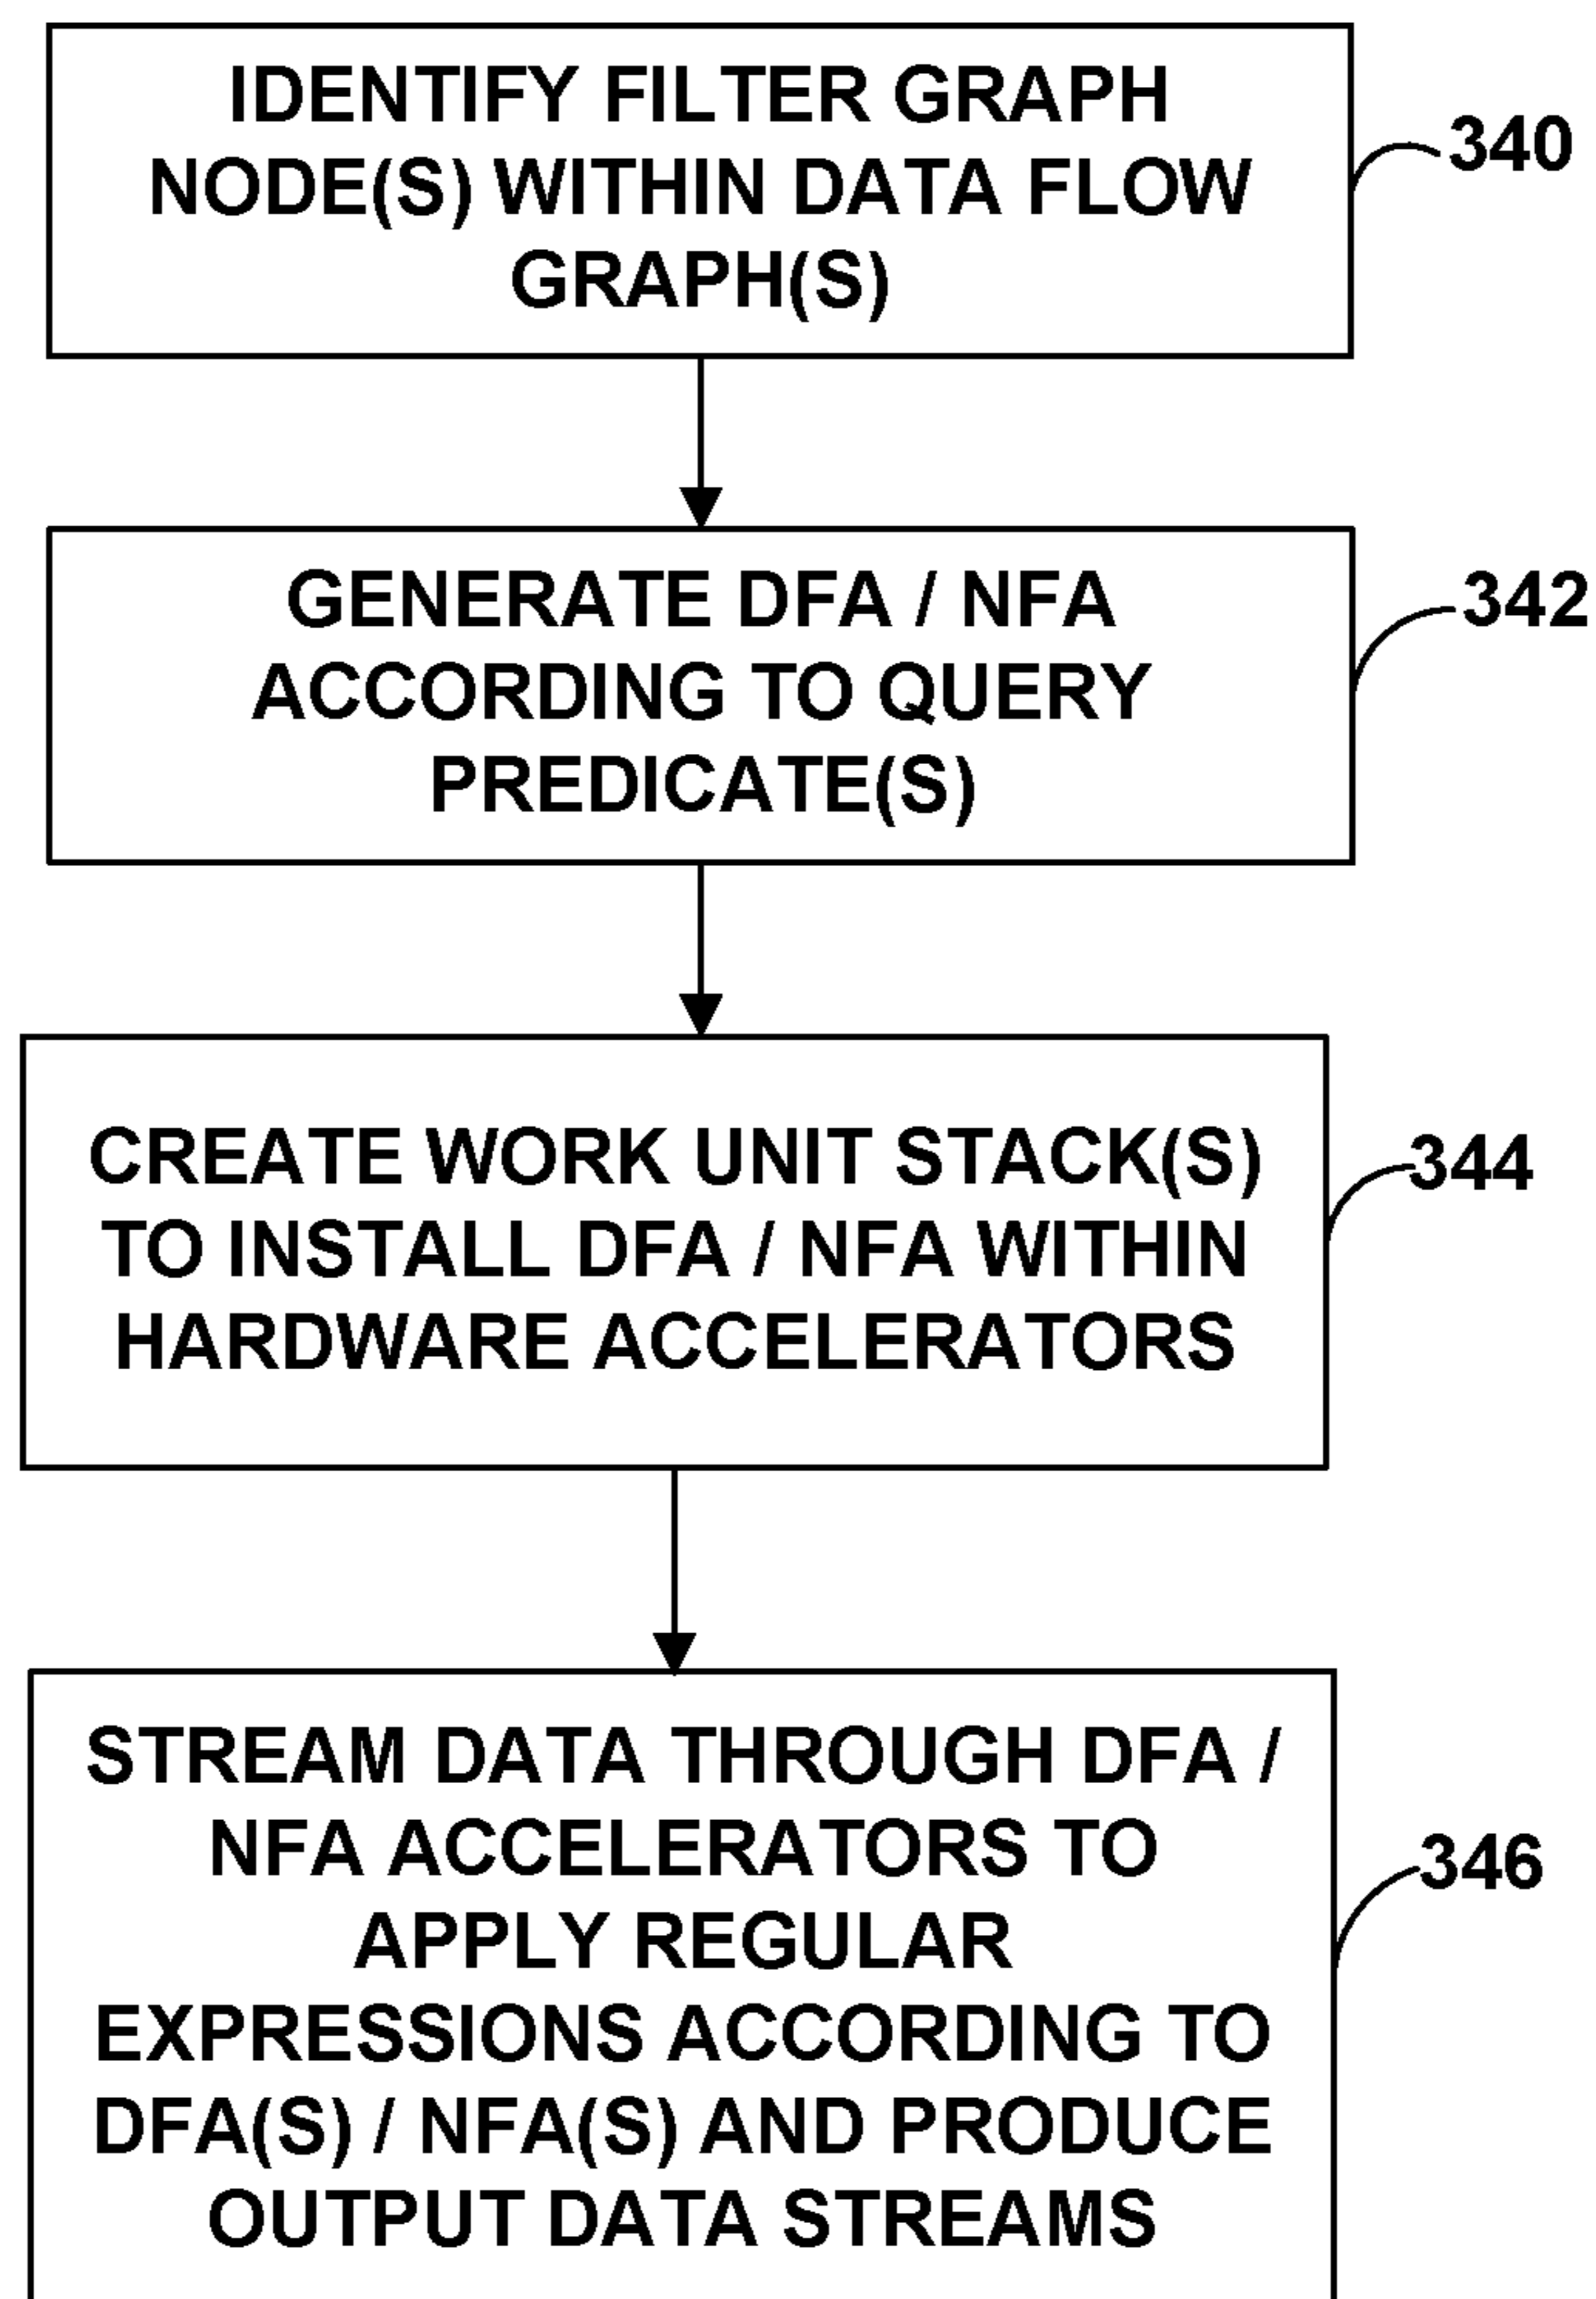 IDENTIFY FILTER GRAPH
NODE(S) WITHIN DATA FLOW
GRAPH(S)
340
GENERATE DFA / NFA
ACCORDING TO QUERY
PREDICATE(S)
342
CREATE WORK UNIT STACK(S)
TO INSTALL DFA / NFA WITHIN
HARDWARE ACCELERATORS
344
STREAM DATA THROUGH DFA /
NFA ACCELERATORS TO
APPLY REGULAR
EXPRESSIONS ACCORDING TO
DFA(S) / NFA(S) AND PRODUCE
OUTPUT DATA STREAMS
346